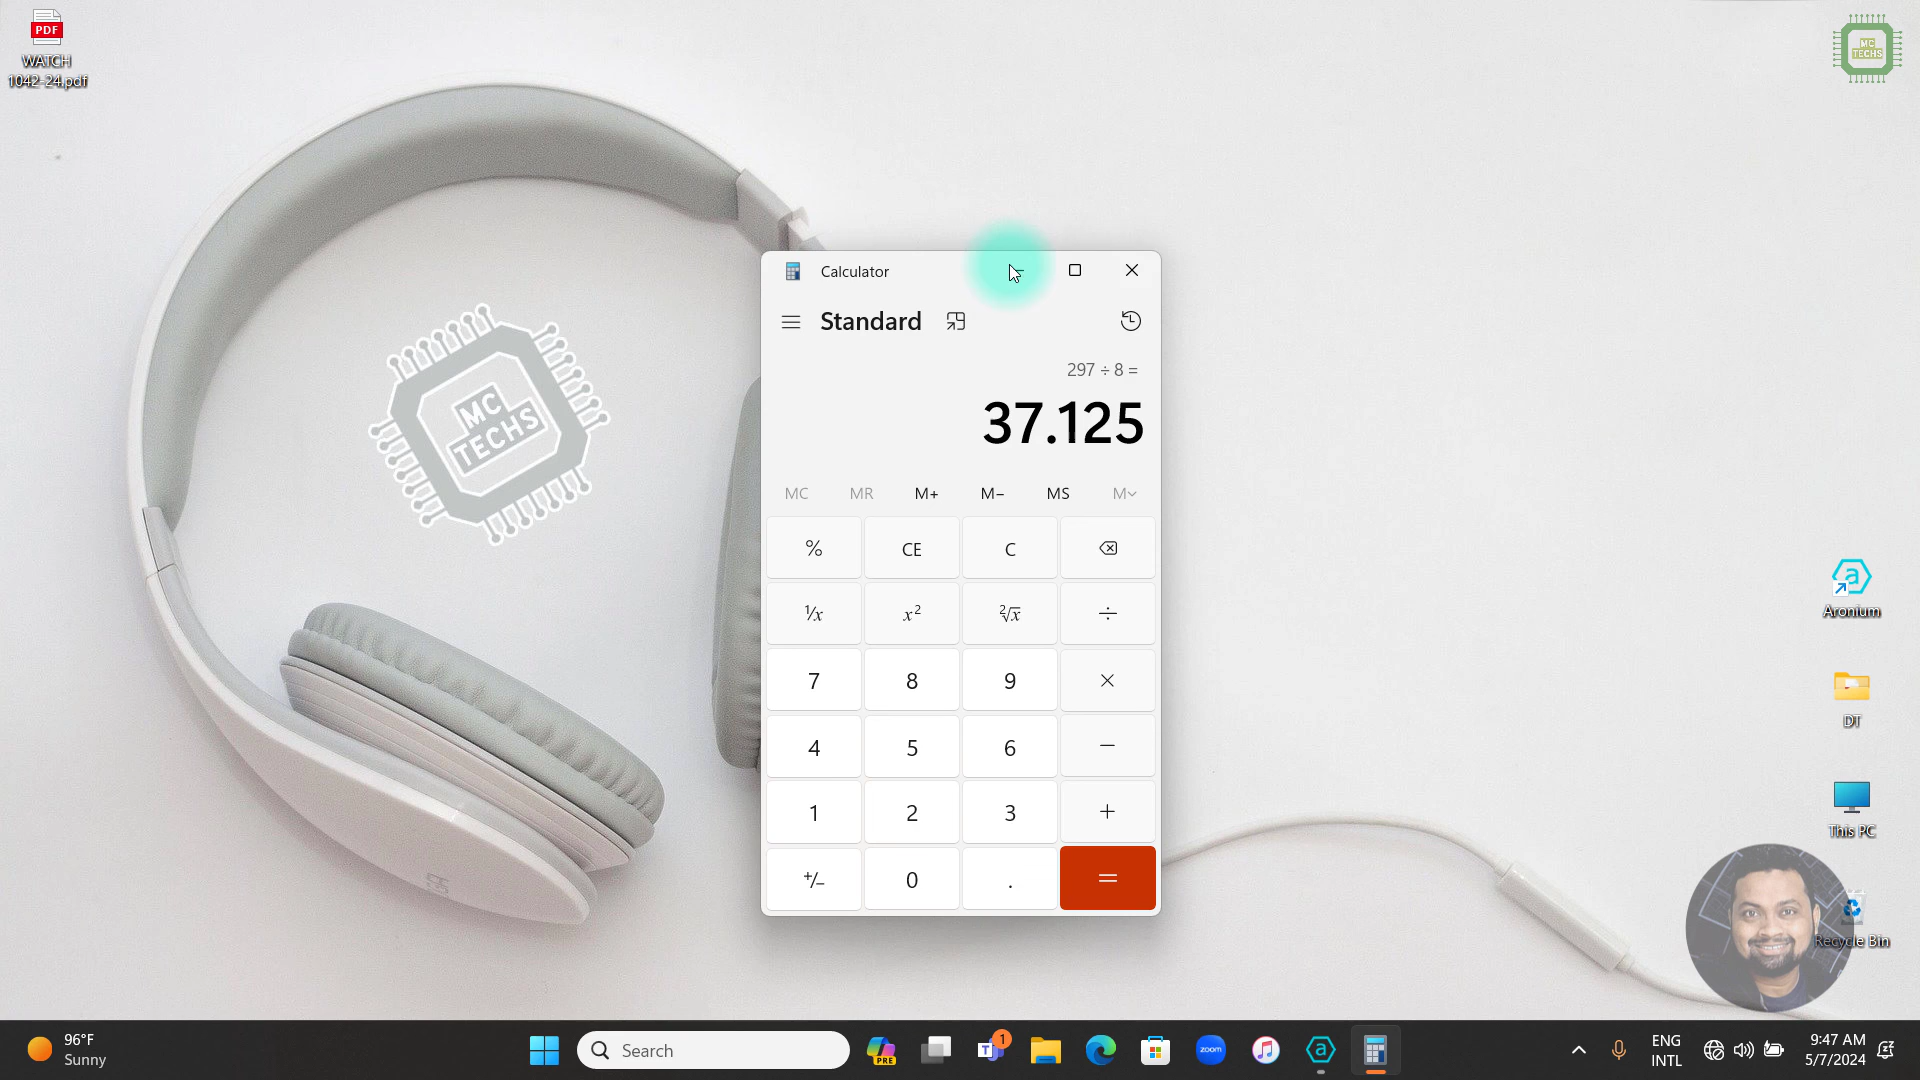 PDF
WATCH
1042-24.pdf
MC
TECHS
MC
TECHS
Calculator
Standard
297 ÷ 8 =
37.125
MC MR M+ M− MS M
% CE C
¹/x x² ²√x ÷
7 8 9 ×
4 5 6 −
1 2 3 +
+/− 0 . =
Aronium
DT
This PC
Recycle Bin
96°F
Sunny
Search
PRE
T
1
zoom
a
ENG
INTL
9:47 AM
5/7/2024